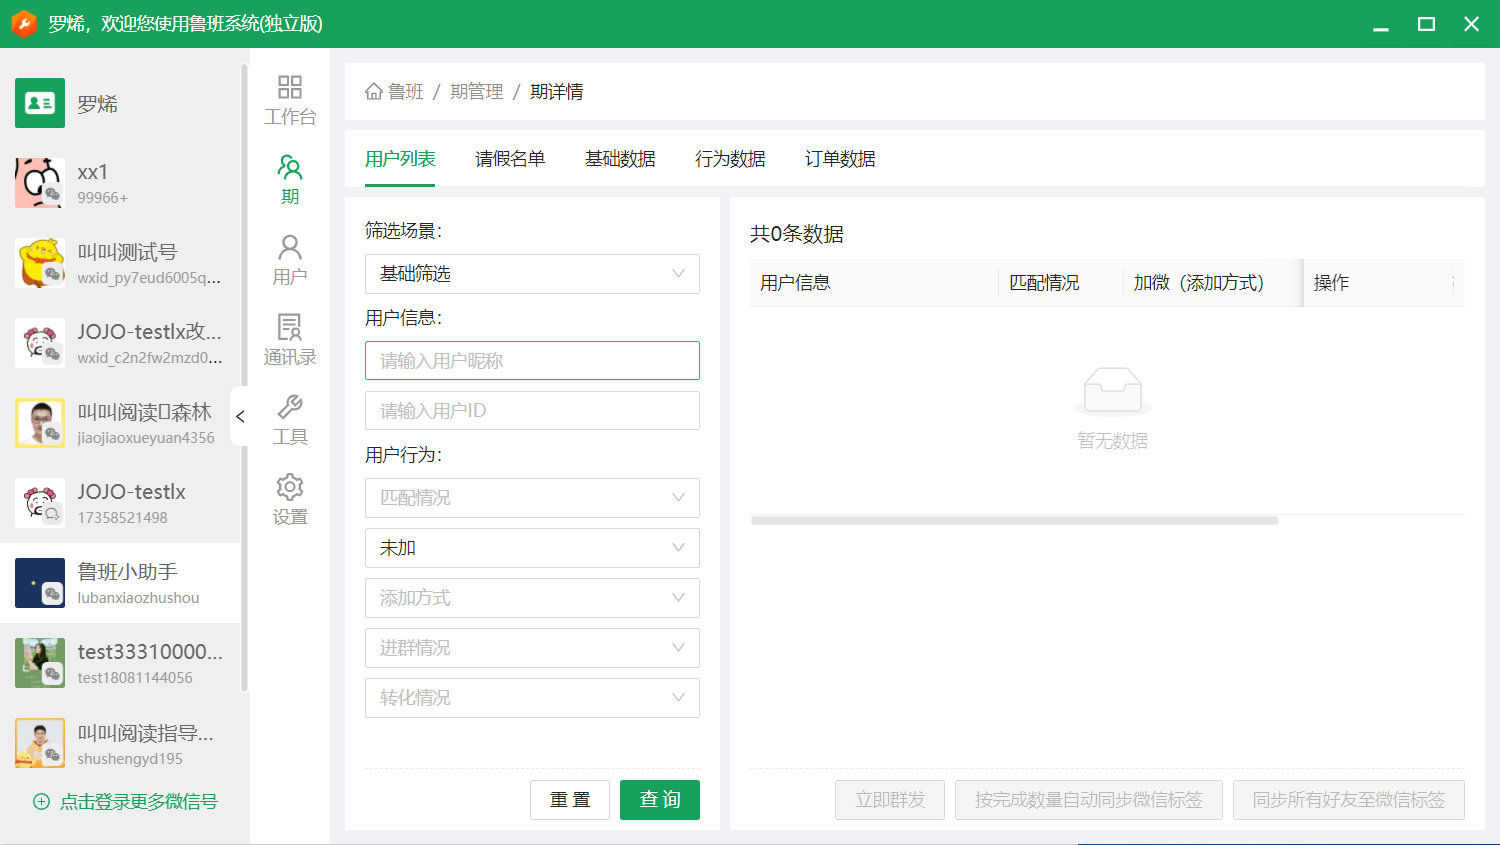 罗烯，欢迎您使用鲁班系统(独立版)
罗烯
xx1
99966+
叫叫测试号
wxid_py7eud6005q...
JOJO-testlx改...
wxid_c2n2fw2mzd0...
叫叫阅读▯森林
jiaojiaoxueyuan4356
JOJO-testlx
17358521498
鲁班小助手
lubanxiaozhushou
test33310000...
test18081144056
叫叫阅读指导...
shushengyd195
点击登录更多微信号
工作台
期
用户
通讯录
工具
设置
鲁班 / 期管理 / 期详情
用户列表 请假名单 基础数据 行为数据 订单数据
筛选场景：
基础筛选
用户信息：
请输入用户昵称
请输入用户ID
用户行为：
匹配情况
未加
添加方式
进群情况
转化情况
重 置 查 询
共0条数据
用户信息 匹配情况 加微（添加方式） 操作
暂无数据
立即群发 按完成数量自动同步微信标签 同步所有好友至微信标签